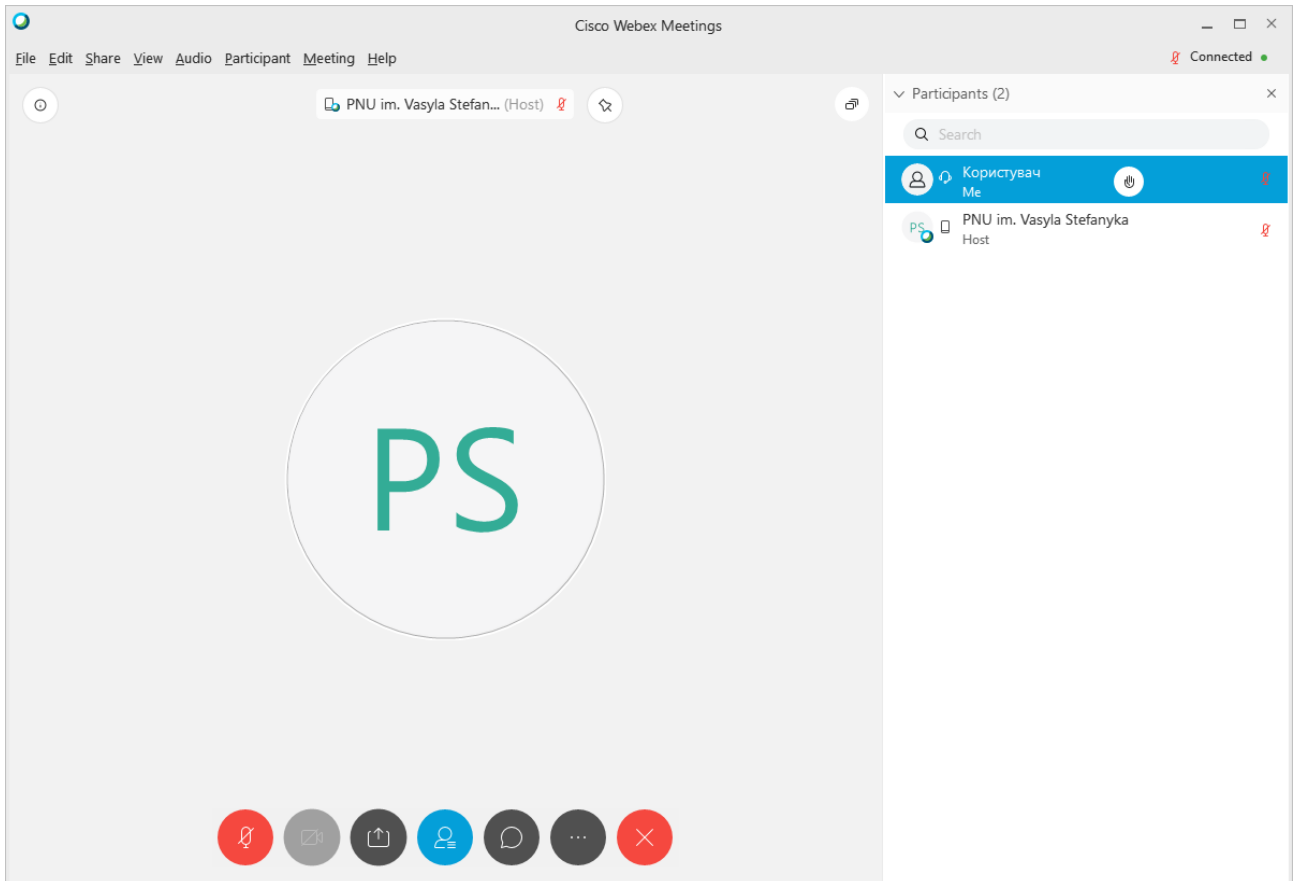 Cisco Webex Meetings
File Edit Share View Audio Participant Meeting Help
Connected
PNU im. Vasyla Stefan... (Host)
Participants (2)
Search
Користувач
Me
PS
PNU im. Vasyla Stefanyka
Host
PS